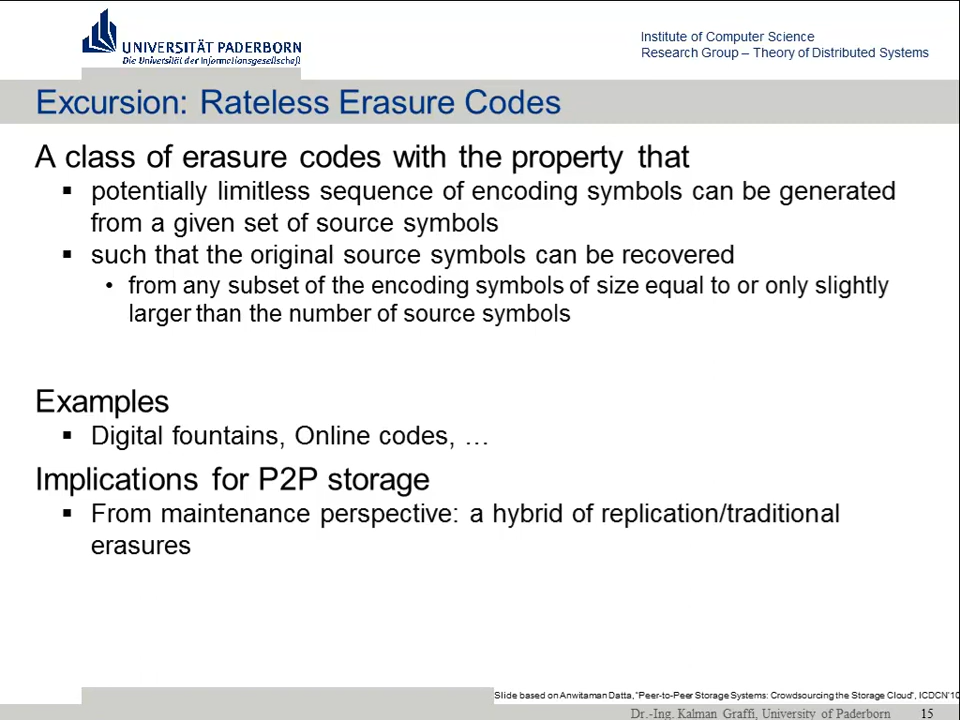 UNIVERSITÄT PADERBORN
Die Universität der Informationsgesellschaft
Institute of Computer Science
Research Group – Theory of Distributed Systems
Excursion: Rateless Erasure Codes
A class of erasure codes with the property that
▪ potentially limitless sequence of encoding symbols can be generated
from a given set of source symbols
▪ such that the original source symbols can be recovered
• from any subset of the encoding symbols of size equal to or only slightly
larger than the number of source symbols
Examples
▪ Digital fountains, Online codes, …
Implications for P2P storage
▪ From maintenance perspective: a hybrid of replication/traditional
erasures
Slide based on Anwitaman Datta, "Peer-to-Peer Storage Systems: Crowdsourcing the Storage Cloud", ICDCN'10
Dr.-Ing. Kalman Graffi, University of Paderborn 15